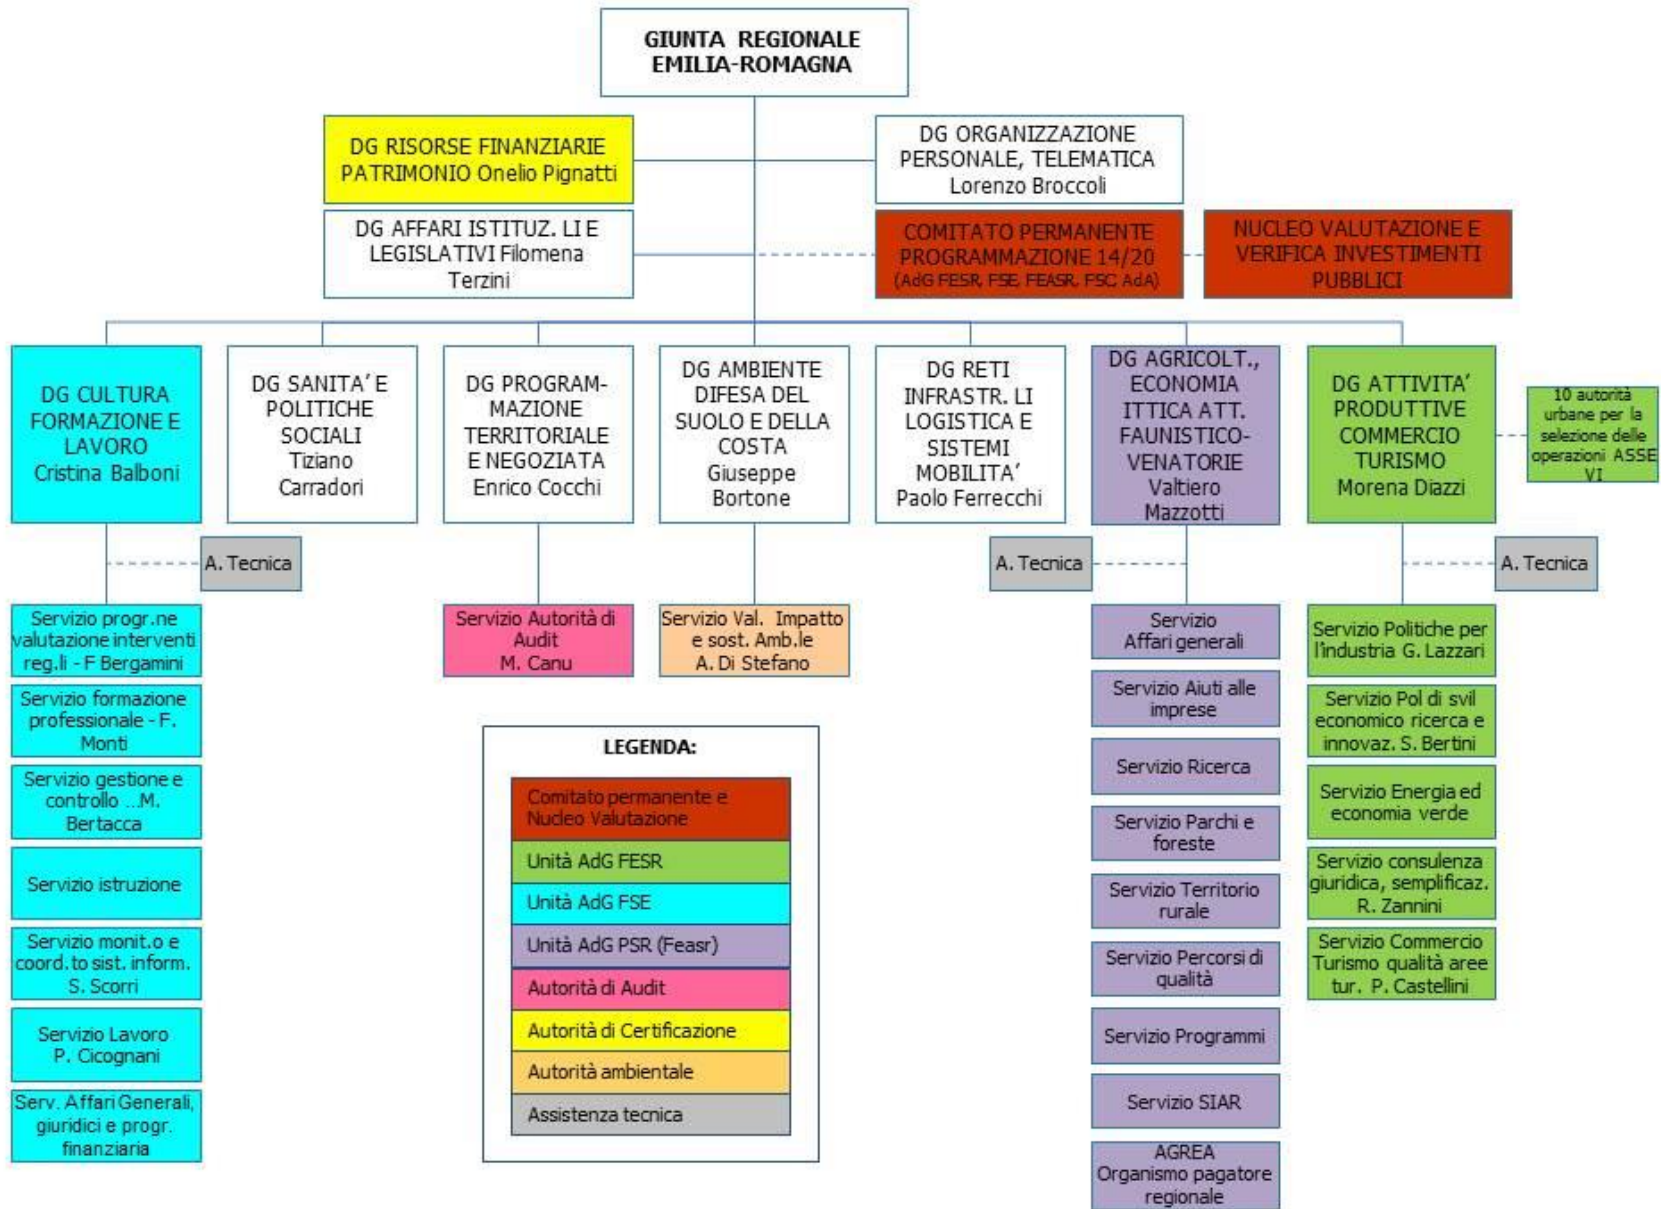 GIUNTA REGIONALE
EMILIA-ROMAGNA
DG RISORSE FINANZIARIE
PATRIMONIO Onelio Pignatti
DG ORGANIZZAZIONE
PERSONALE, TELEMATICA
Lorenzo Broccoli
DG AFFARI ISTITUZ. LI E
LEGISLATIVI Filomena
Terzini
COMITATO PERMANENTE
PROGRAMMAZIONE 14/20
(AdG FESR, FSE, FEASR, FSC, AdA)
NUCLEO VALUTAZIONE E
VERIFICA INVESTIMENTI
PUBBLICI
DG CULTURA
FORMAZIONE E
LAVORO
Cristina Balboni
DG SANITA’ E
POLITICHE
SOCIALI
Tiziano
Carradori
DG PROGRAM-
MAZIONE
TERRITORIALE
E NEGOZIATA
Enrico Cocchi
DG AMBIENTE
DIFESA DEL
SUOLO E DELLA
COSTA
Giuseppe
Bortone
DG RETI
INFRASTR. LI
LOGISTICA E
SISTEMI
MOBILITA’
Paolo Ferrecchi
DG AGRICOLT.,
ECONOMIA
ITTICA ATT.
FAUNISTICO-
VENATORIE
Valtiero
Mazzotti
DG ATTIVITA’
PRODUTTIVE
COMMERCIO
TURISMO
Morena Diazzi
10 autorità
urbane per la
selezione delle
operazioni ASSE
VI
A. Tecnica
A. Tecnica
A. Tecnica
Servizio progr.ne
valutazione interventi
reg.li - F Bergamini
Servizio formazione
professionale - F.
Monti
Servizio gestione e
controllo ...M.
Bertacca
Servizio istruzione
Servizio monit.o e
coord.to sist. inform.
S. Scorri
Servizio Lavoro
P. Cicognani
Serv. Affari Generali,
giuridici e progr.
finanziaria
Servizio Autorità di
Audit
M. Canu
Servizio Val. Impatto
e sost. Amb.le
A. Di Stefano
LEGENDA:
Comitato permanente e
Nucleo Valutazione
Unità AdG FESR
Unità AdG FSE
Unità AdG PSR (Feasr)
Autorità di Audit
Autorità di Certificazione
Autorità ambientale
Assistenza tecnica
Servizio
Affari generali
Servizio Aiuti alle
imprese
Servizio Ricerca
Servizio Parchi e
foreste
Servizio Territorio
rurale
Servizio Percorsi di
qualità
Servizio Programmi
Servizio SIAR
AGREA
Organismo pagatore
regionale
Servizio Politiche per
l'industria G. Lazzari
Servizio Pol di svil
economico ricerca e
innovaz. S. Bertini
Servizio Energia ed
economia verde
Servizio consulenza
giuridica, semplificaz.
R. Zannini
Servizio Commercio
Turismo qualità aree
tur. P. Castellini